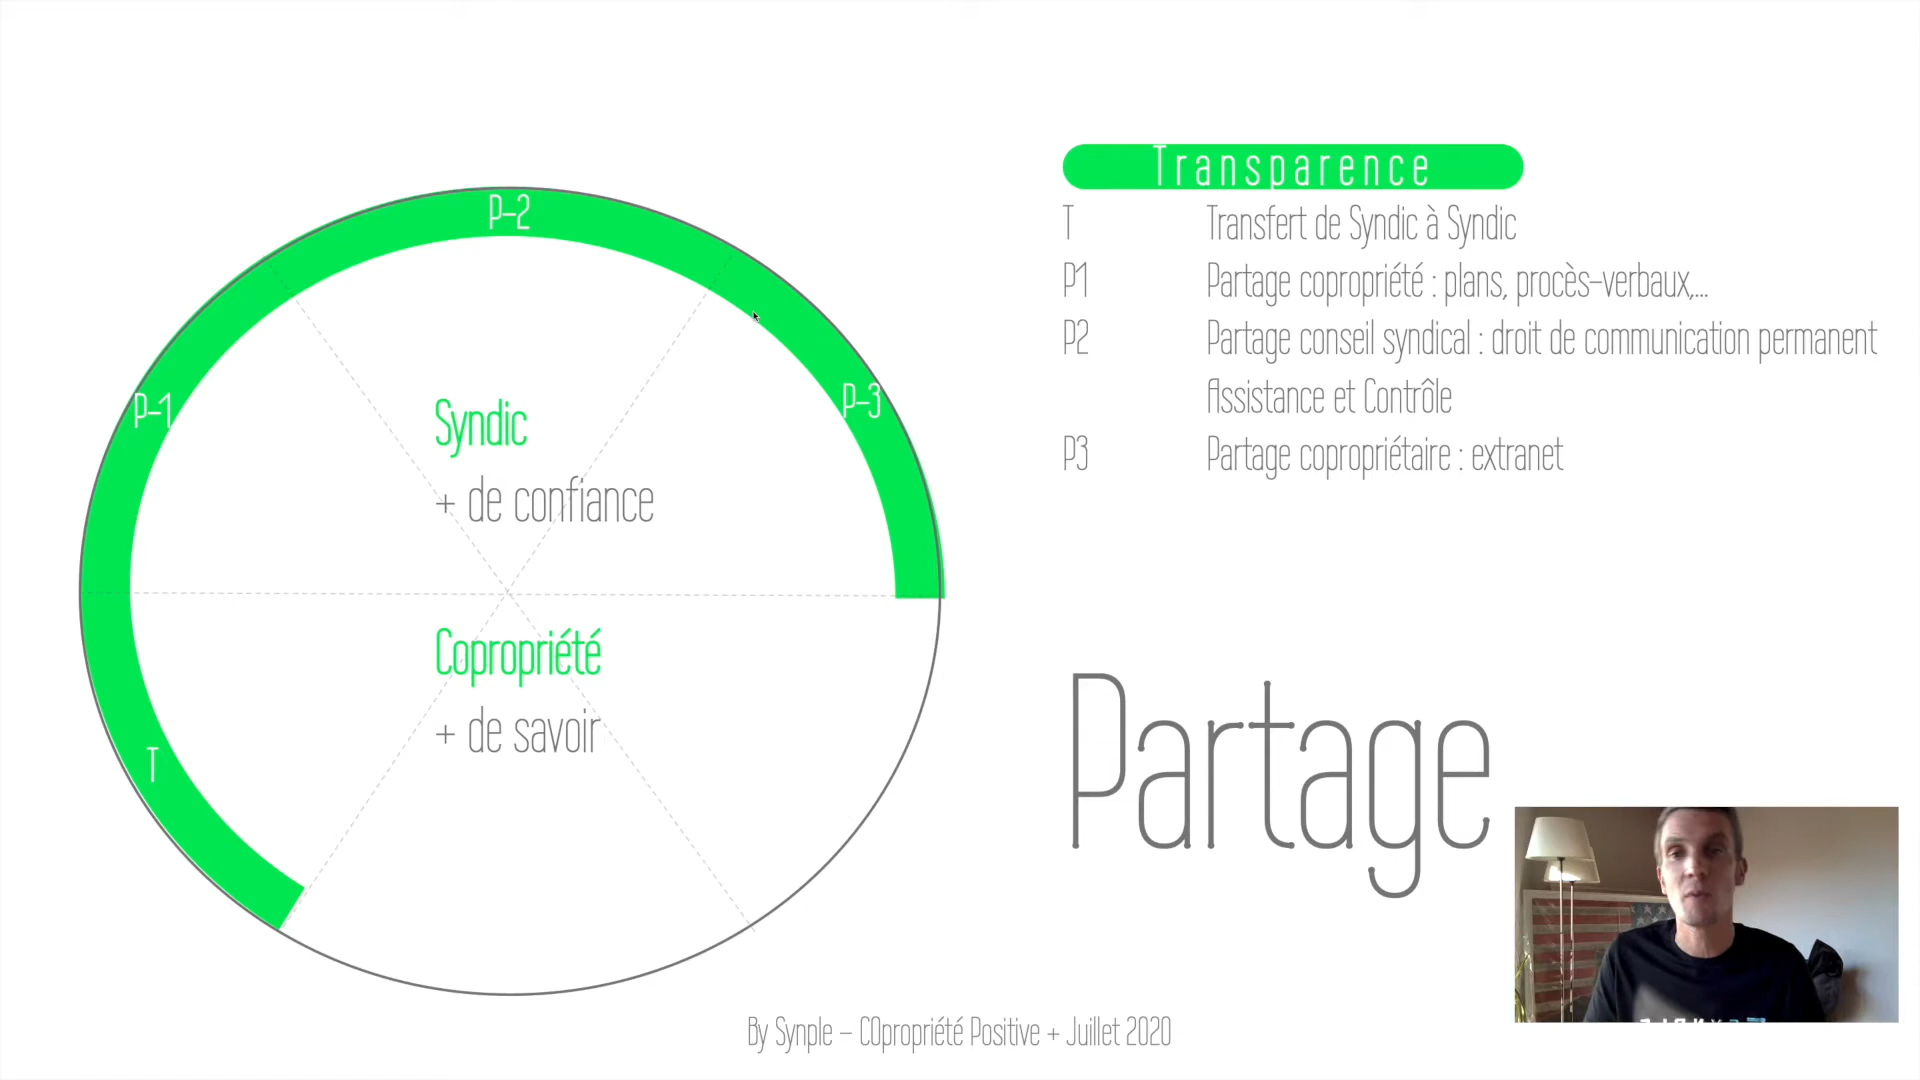 Transparence
T Transfert de Syndic à Syndic
P1 Partage copropriété : plans, procès-verbaux,...
P2 Partage conseil syndical : droit de communication permanent
Assistance et Contrôle
P3 Partage copropriétaire : extranet
P-2
P-1
P-3
Syndic
+ de confiance
Copropriété
+ de savoir
T
Partage
By Synple - COpropriété Positive + Juillet 2020